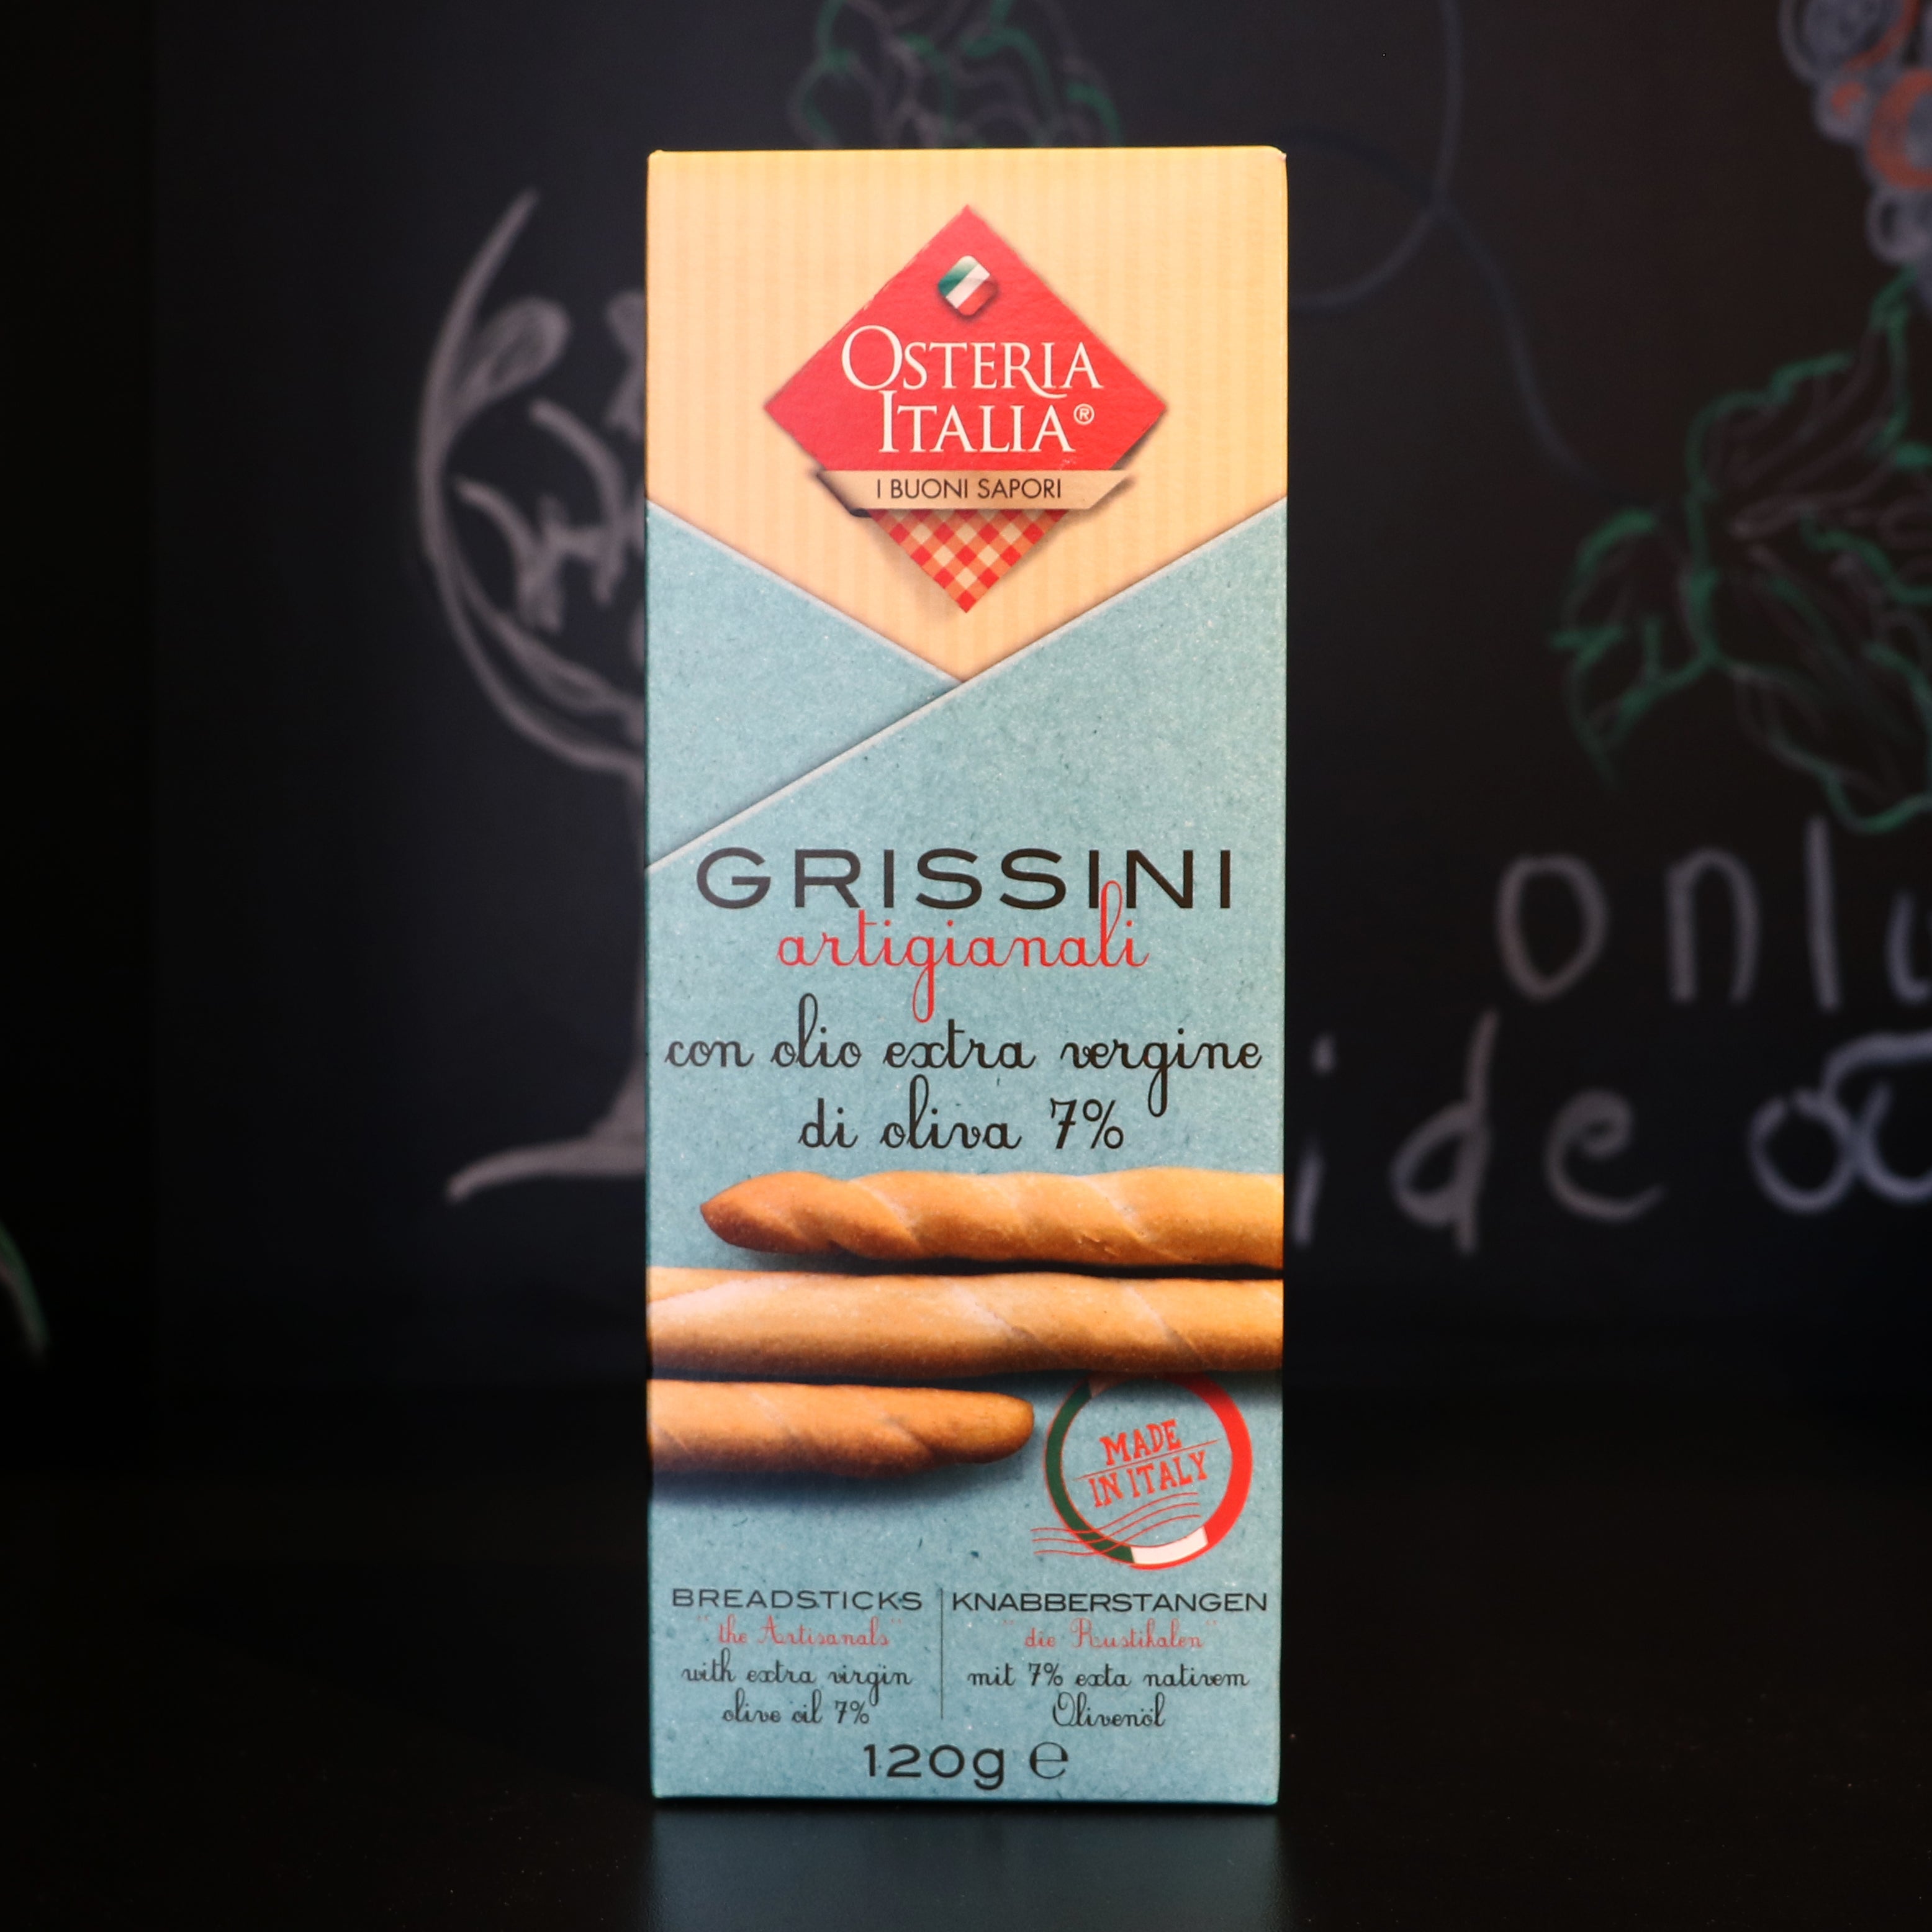 OSTERIA
ITALIA®
I BUONI SAPORI
GRISSINI
artigianali
con olio extra vergine
di oliva 7%
MADE
IN ITALY
BREADSTICKS
"the Artisanals"
with extra virgin
olive oil 7%
KNABBERSTANGEN
"die Rustikalen"
mit 7% exta nativem
Olivenöl
120g ℮